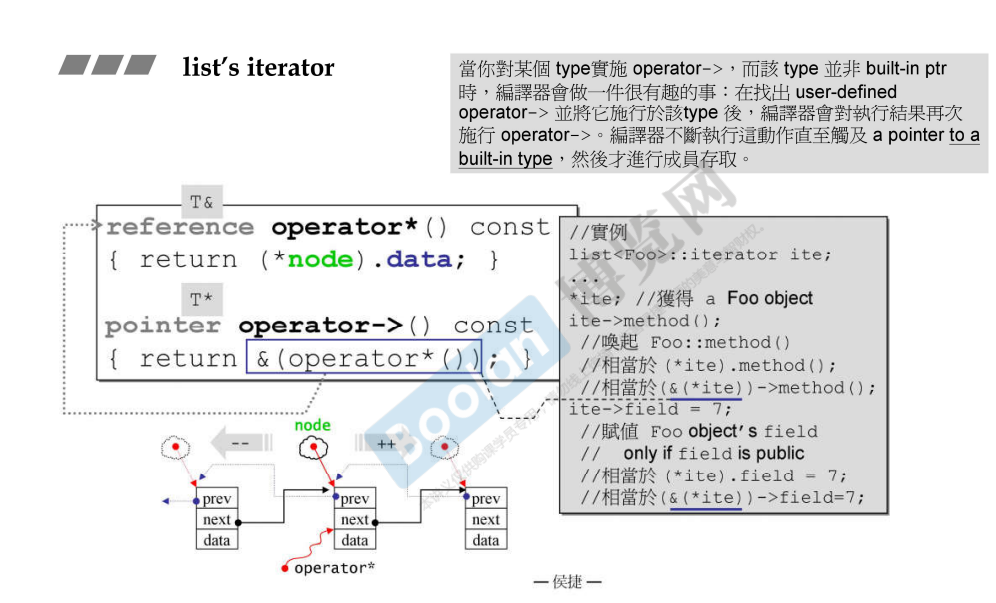 list's iterator
當你對某個 type實施 operator->，而該 type 並非 built-in ptr
時，編譯器會做一件很有趣的事：在找出 user-defined
operator-> 並將它施行於該type 後，編譯器會對執行結果再次
施行 operator->。編譯器不斷執行這動作直至觸及 a pointer to a
built-in type，然後才進行成員存取。
T&
reference operator*() const
{ return (*node).data; }
T*
pointer operator->() const
{ return &(operator*()); }
//實例
list<Foo>::iterator ite;
...
*ite; //獲得 a Foo object
ite->method();
//喚起 Foo::method()
//相當於 (*ite).method();
//相當於(&(*ite))->method();
ite->field = 7;
//賦值 Foo object's field
// only if field is public
//相當於 (*ite).field = 7;
//相當於(&(*ite))->field=7;
node
--
++
prev
next
data
prev
next
data
prev
next
data
operator*
Boolan
博览网
— 侯捷 —